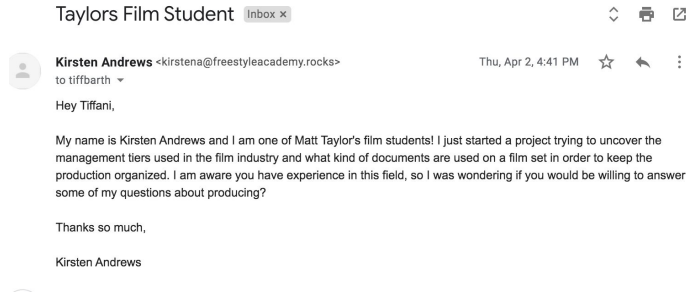 Taylors Film Student Inbox ×
Kirsten Andrews <kirstena@freestyleacademy.rocks> Thu, Apr 2, 4:41 PM
to tiffbarth
Hey Tiffani,
My name is Kirsten Andrews and I am one of Matt Taylor's film students! I just started a project trying to uncover the
management tiers used in the film industry and what kind of documents are used on a film set in order to keep the
production organized. I am aware you have experience in this field, so I was wondering if you would be willing to answer
some of my questions about producing?
Thanks so much,
Kirsten Andrews